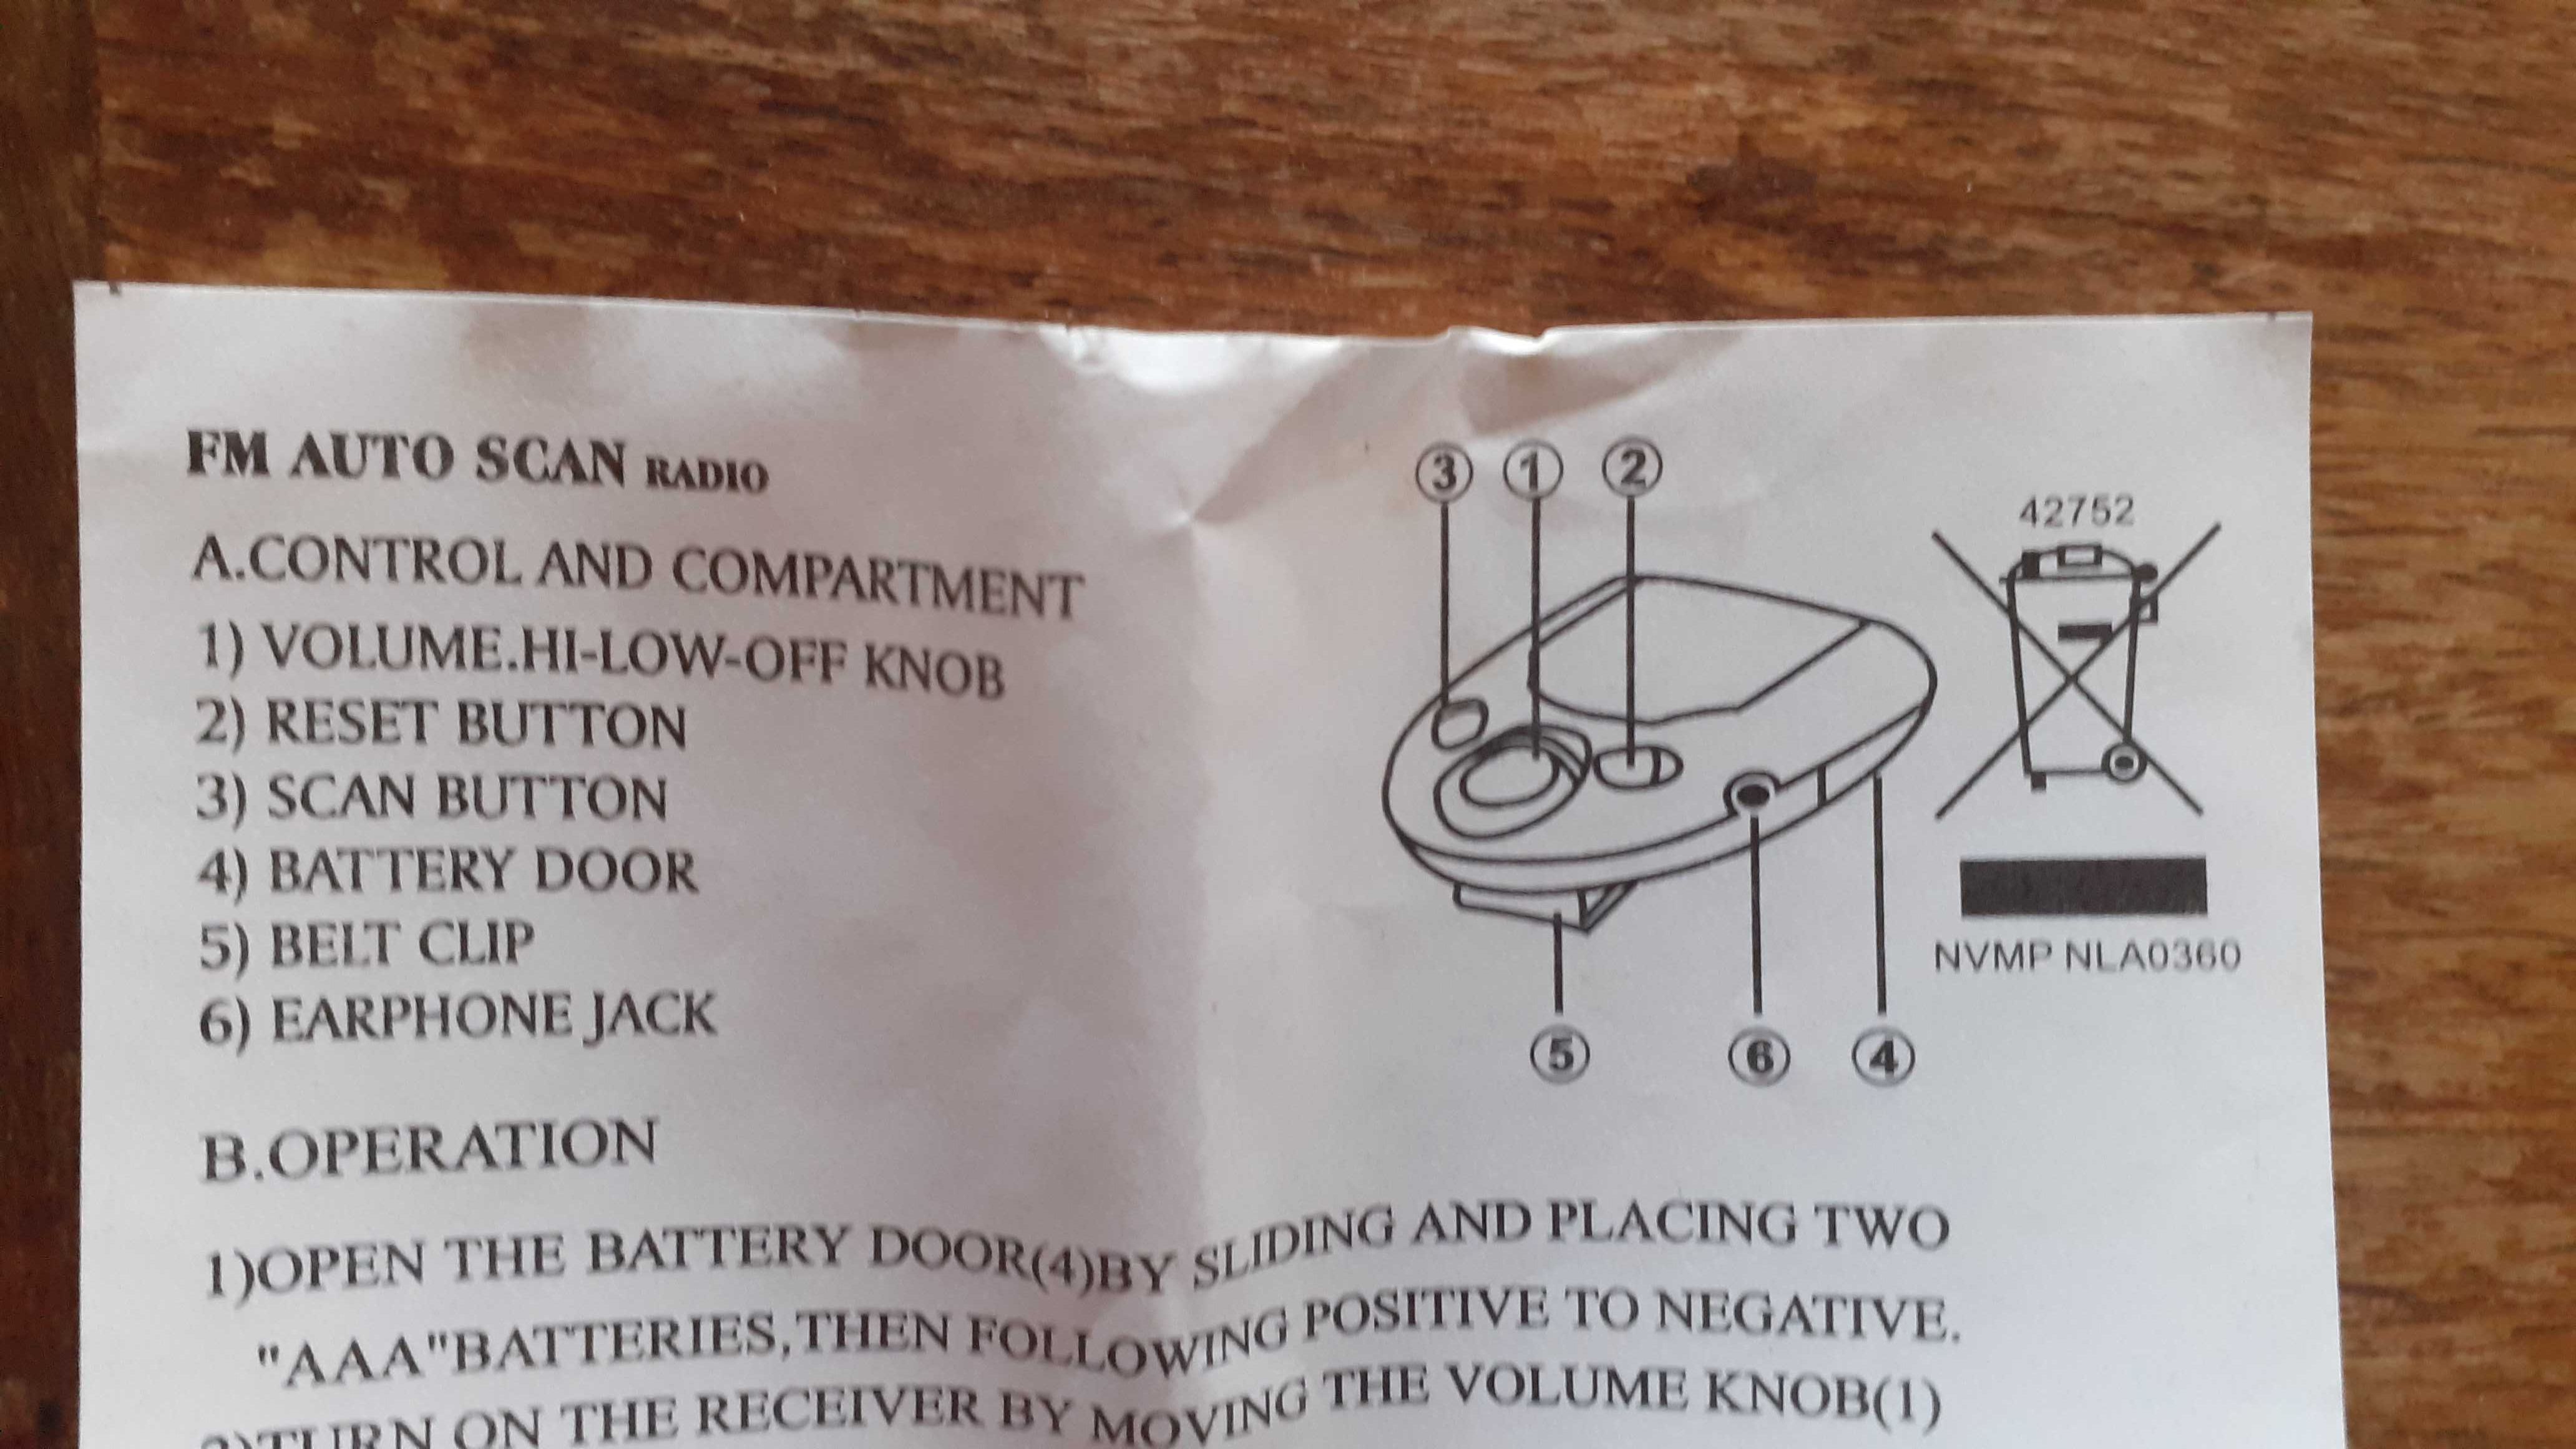 FM AUTO SCAN RADIO
A.CONTROL AND COMPARTMENT
1) VOLUME.HI-LOW-OFF KNOB
2) RESET BUTTON
3) SCAN BUTTON
4) BATTERY DOOR
5) BELT CLIP
6) EARPHONE JACK
3 1 2
42752
NVMP NLA0360
5 6 4
B.OPERATION
1)OPEN THE BATTERY DOOR(4)BY SLIDING AND PLACING TWO
"AAA"BATTERIES,THEN FOLLOWING POSITIVE TO NEGATIVE.
2)TURN ON THE RECEIVER BY MOVING THE VOLUME KNOB(1)